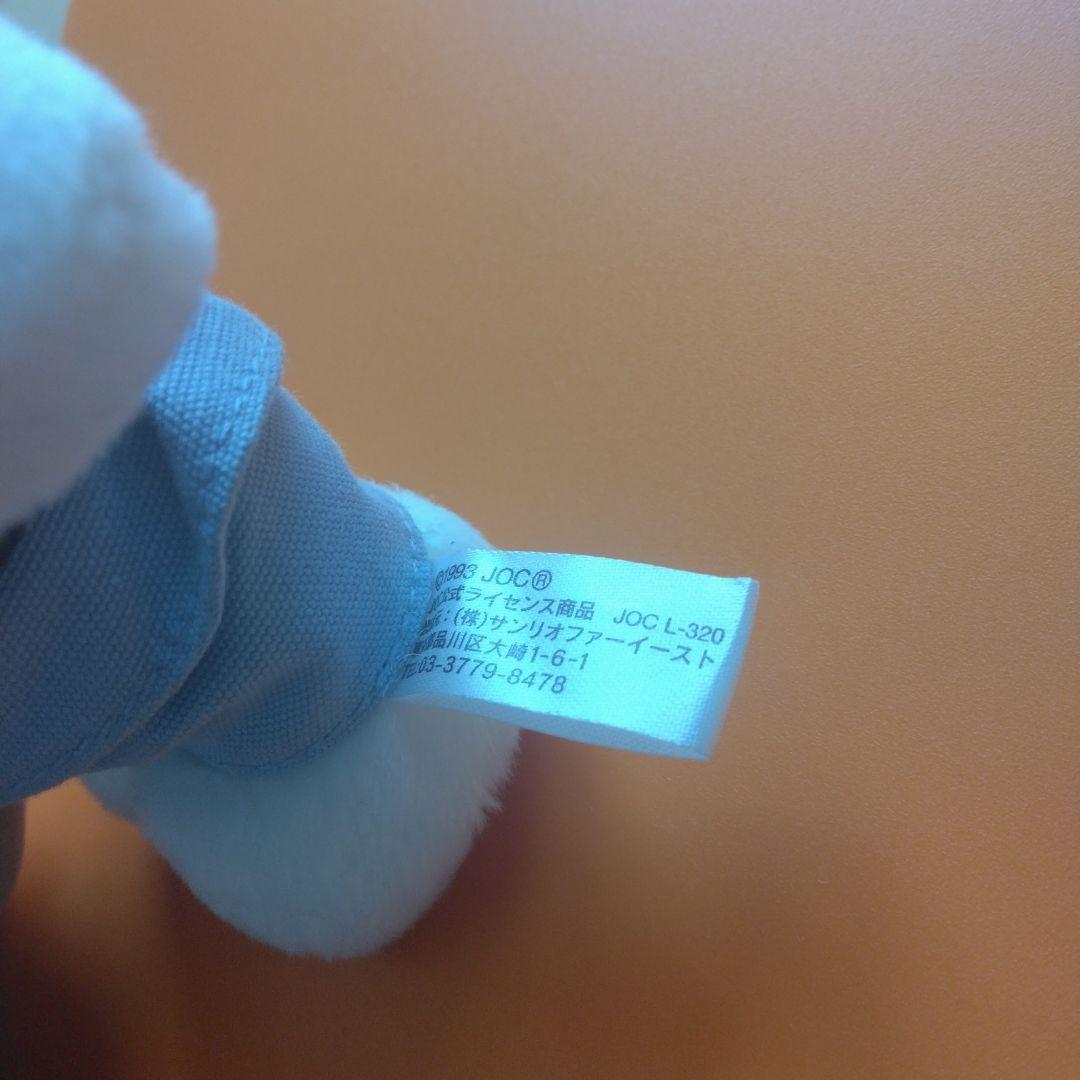 ©1993 JOC®
公式ライセンス商品 JOC L-320
(株)サンリオファーイースト
品川区大崎1-6-1
03-3779-8478